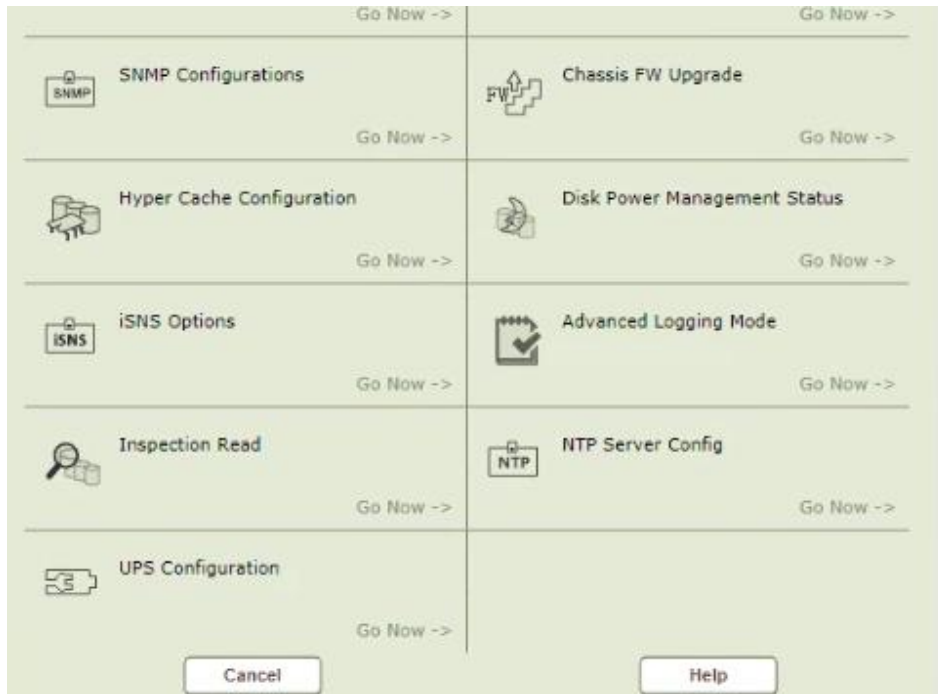 Go Now -> Go Now ->
SNMP SNMP Configurations FW Chassis FW Upgrade
Go Now -> Go Now ->
Hyper Cache Configuration Disk Power Management Status
Go Now -> Go Now ->
iSNS iSNS Options Advanced Logging Mode
Go Now -> Go Now ->
Inspection Read NTP NTP Server Config
Go Now -> Go Now ->
UPS Configuration
Go Now ->
Cancel Help